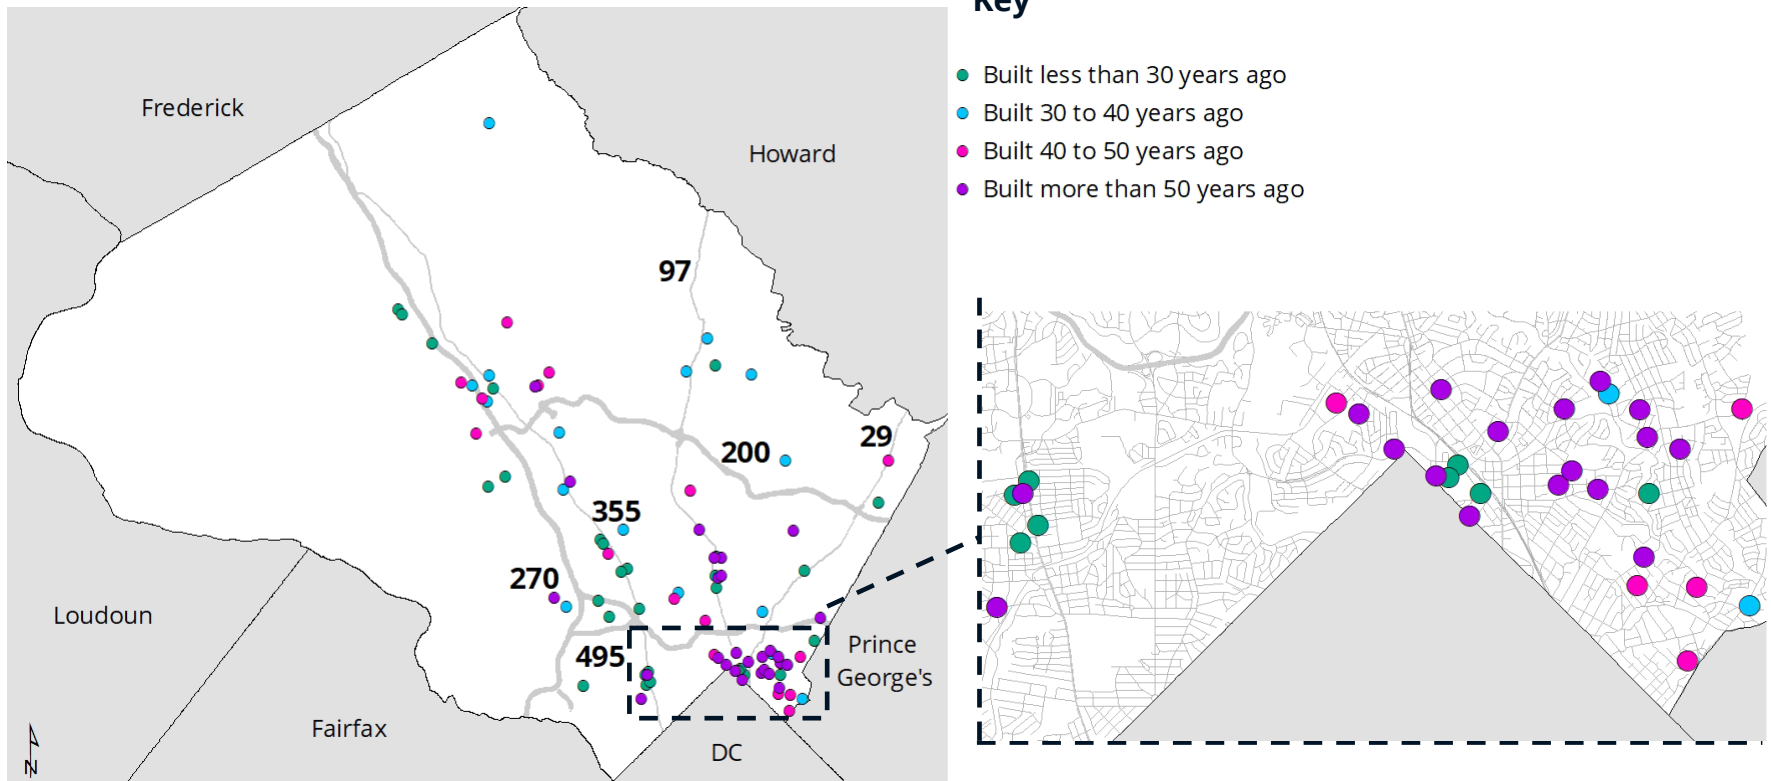 Key
Built less than 30 years ago
Built 30 to 40 years ago
Built 40 to 50 years ago
Built more than 50 years ago
Frederick
Howard
97
29
200
355
270
495
Loudoun
Prince
George's
Fairfax
DC
N